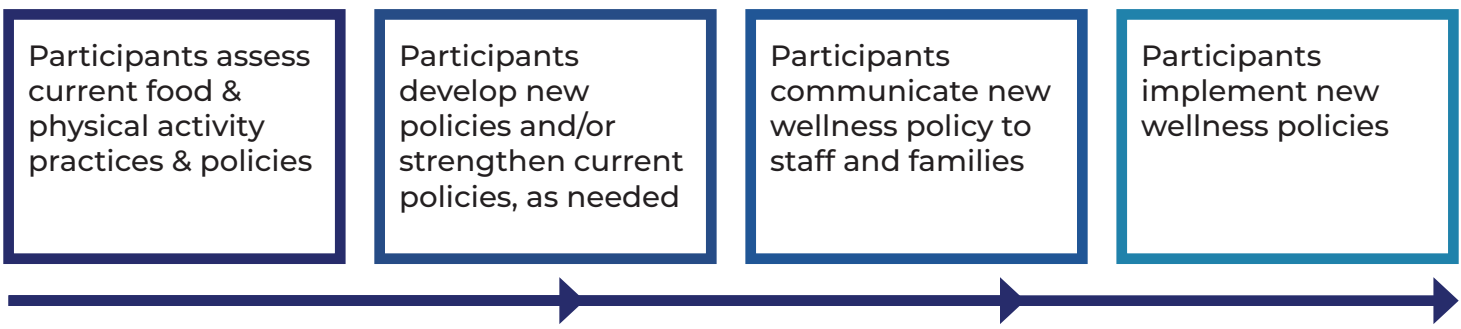 Participants assess
current food &
physical activity
practices & policies
Participants
develop new
policies and/or
strengthen current
policies, as needed
Participants
communicate new
wellness policy to
staff and families
Participants
implement new
wellness policies